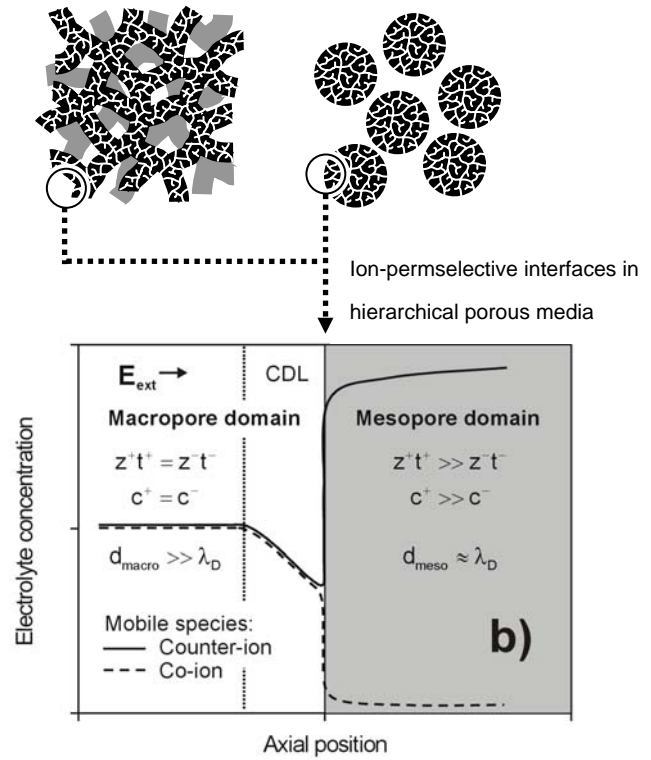 Ion-permselective interfaces in
hierarchical porous media
E_ext →
CDL
Macropore domain
Mesopore domain
z⁺t⁺ = z⁻t⁻
z⁺t⁺ >> z⁻t⁻
c⁺ = c⁻
c⁺ >> c⁻
d_macro >> λ_D
d_meso ≈ λ_D
Mobile species:
Counter-ion
Co-ion
b)
Electrolyte concentration
Axial position